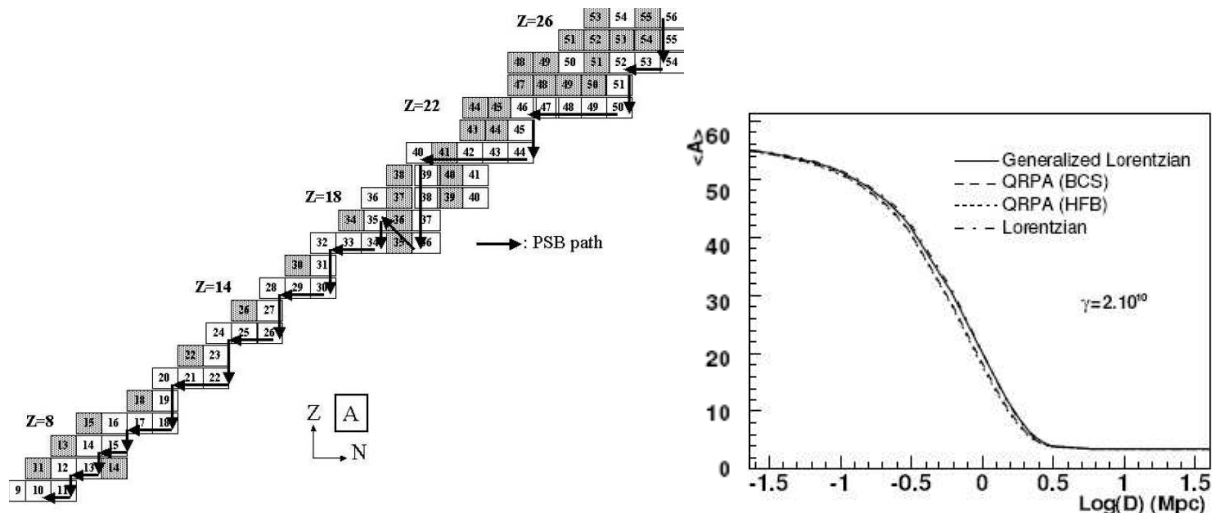 Z=26
53 54 55 56
51 52 53 54 55
48 49 50 51 52 53 54
47 48 49 50 51
Z=22
44 45 46 47 48 49 50
43 44 45
40 41 42 43 44
38 39 40 41
Z=18
36 37 38 39 40
34 35 36 37
32 33 34 35 36
: PSB path
30 31
Z=14
28 29 30
26 27
24 25 26
22 23
20 21 22
18 19
Z=8
15 16 17 18
13 14 15
11 12 13 14
9 10 11
Z
A
N
<A>
60
50
40
30
20
10
0
Generalized Lorentzian
QRPA (BCS)
QRPA (HFB)
Lorentzian
γ=2.10¹⁰
-1.5 -1 -0.5 0 0.5 1 1.5
Log(D) (Mpc)